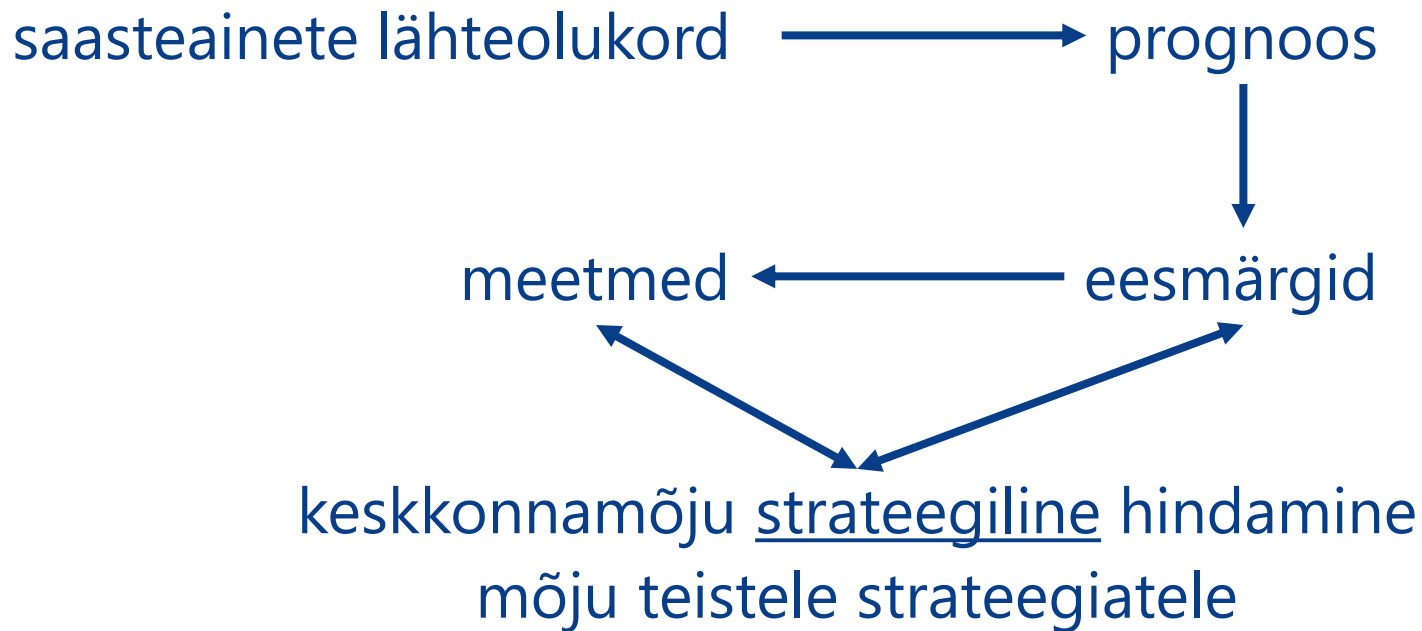 saasteainete lähteolukord
prognoos
meetmed
eesmärgid
keskkonnamõju strateegiline hindamine
mõju teistele strateegiatele